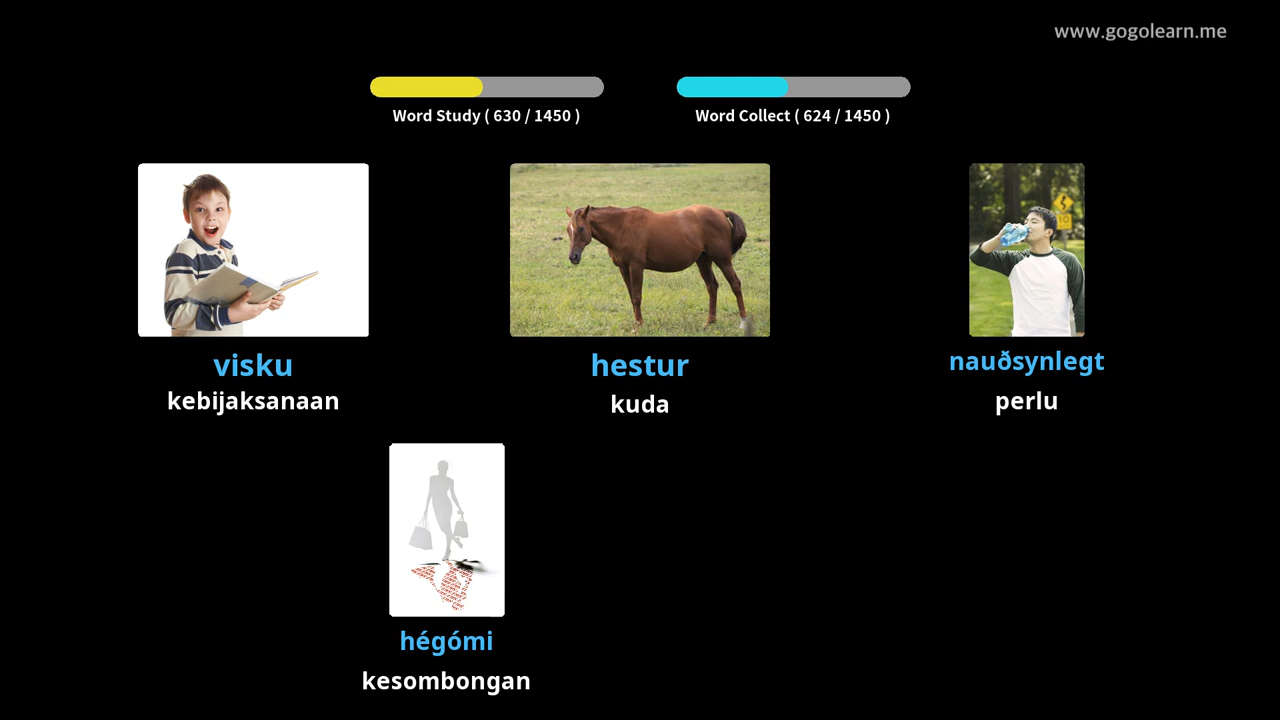 www.gogolearn.me
Word Study ( 630 / 1450 )
Word Collect ( 624 / 1450 )
visku
kebijaksanaan
hestur
kuda
nauðsynlegt
perlu
hégómi
kesombongan